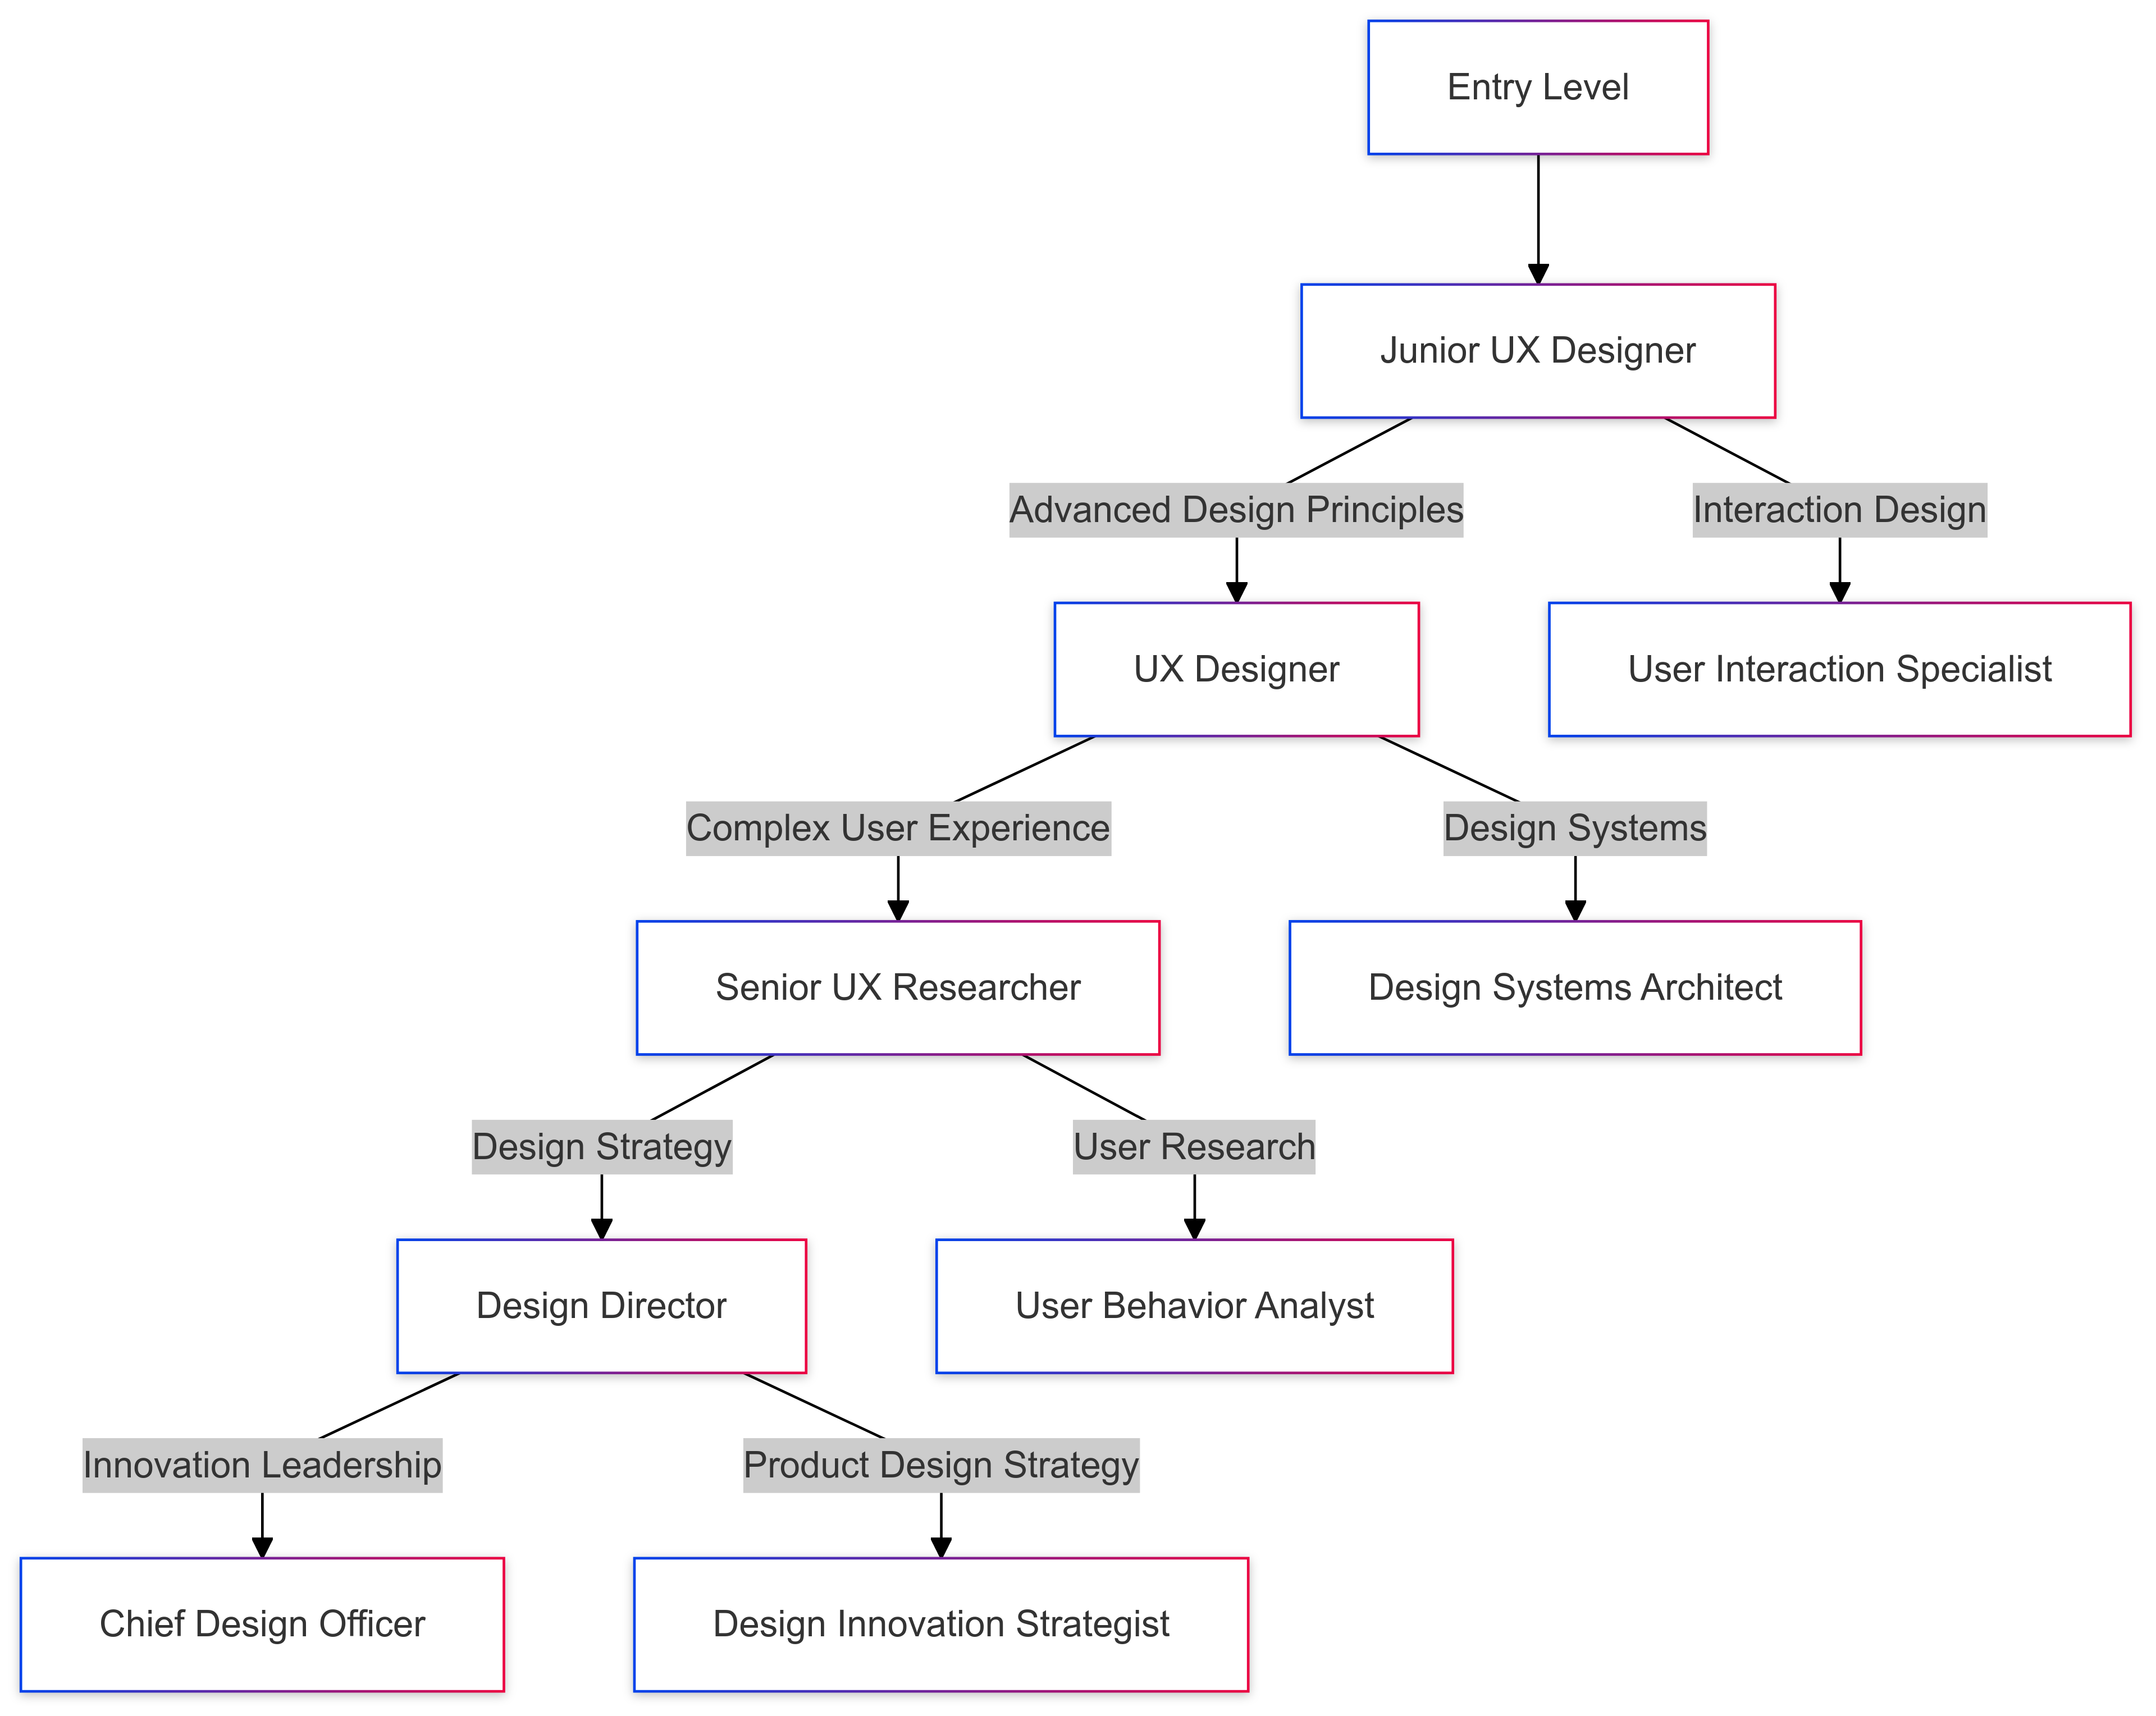 Entry Level
Junior UX Designer
Advanced Design Principles
Interaction Design
UX Designer
User Interaction Specialist
Complex User Experience
Design Systems
Senior UX Researcher
Design Systems Architect
Design Strategy
User Research
Design Director
User Behavior Analyst
Innovation Leadership
Product Design Strategy
Chief Design Officer
Design Innovation Strategist